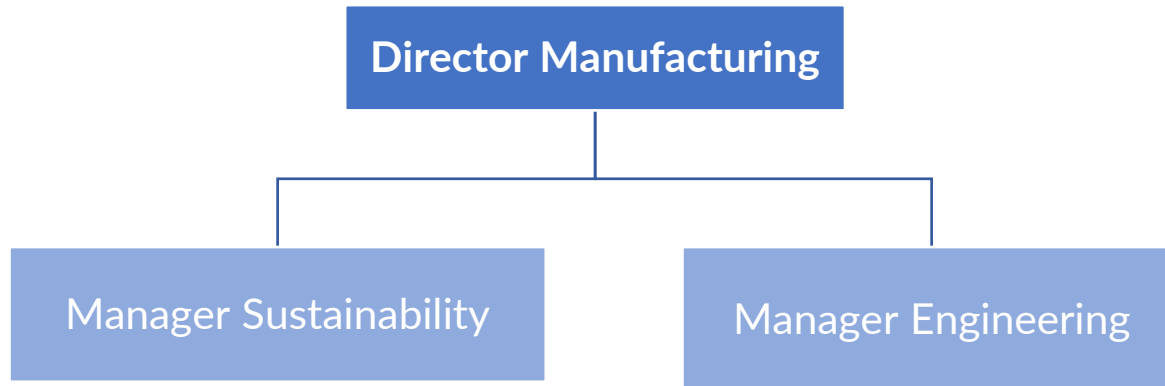 Director Manufacturing
Manager Sustainability
Manager Engineering